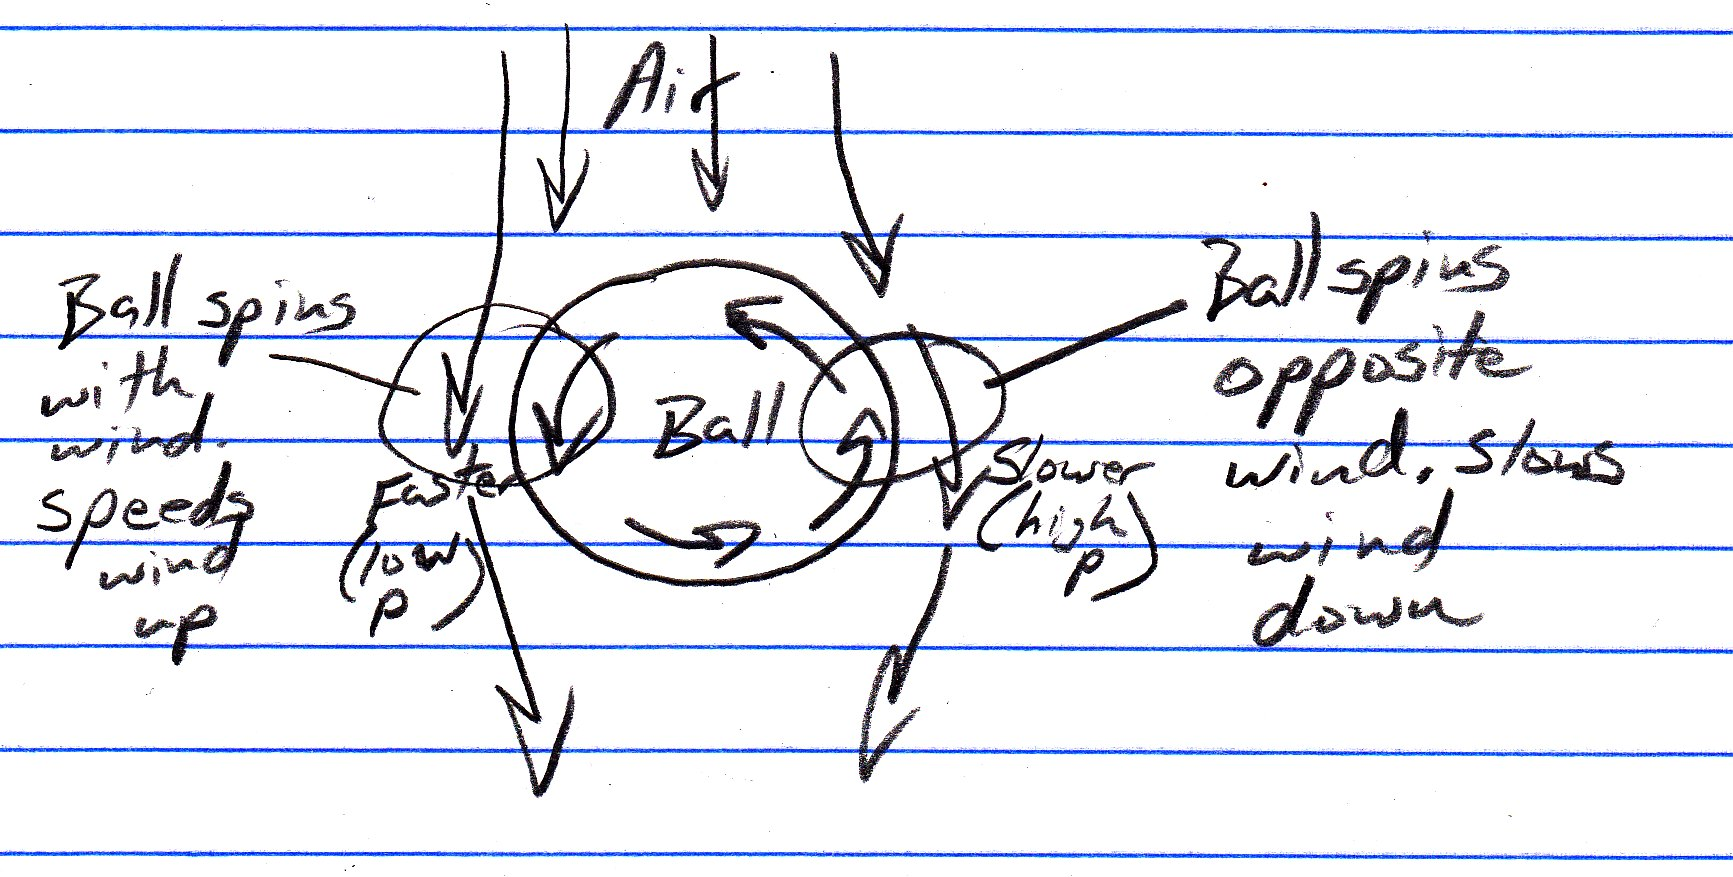 Air
Ball spins
with
wind.
speeds
wind
up
Faster
(low
p)
Ball
Slower
(high
p)
Ball spins
opposite
wind. Slows
wind
down